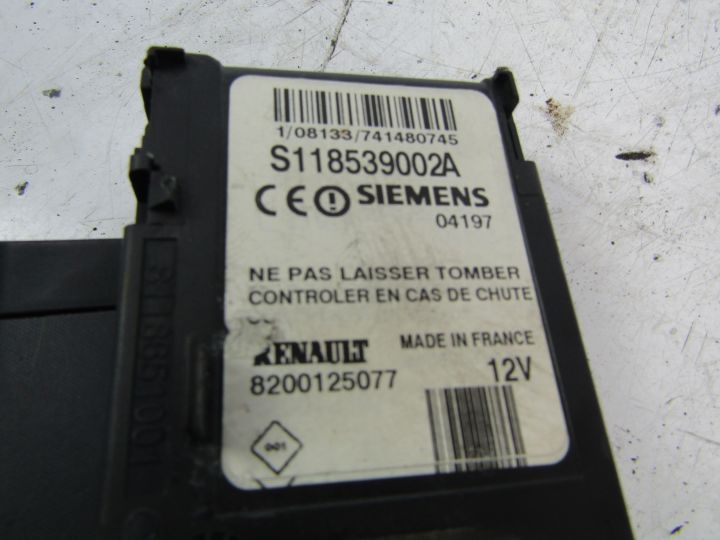 1/08133/741480745
S118539002A
CE SIEMENS
04197
NE PAS LAISSER TOMBER
CONTROLER EN CAS DE CHUTE
RENAULT MADE IN FRANCE
8200125077 12V